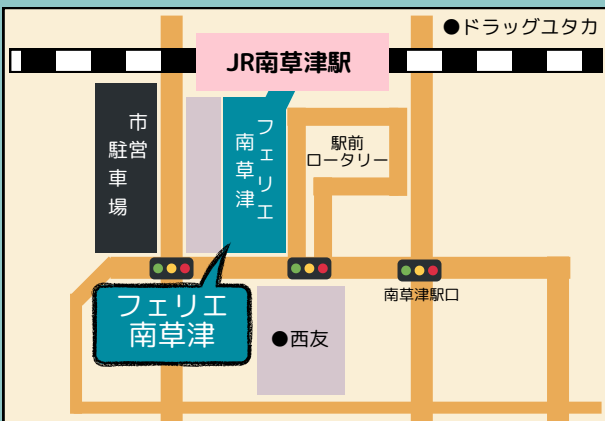 ●ドラッグユタカ
JR南草津駅
市営
駐車場
フェリエ
南草津
駅前
ロータリー
南草津駅口
フェリエ
南草津
●西友